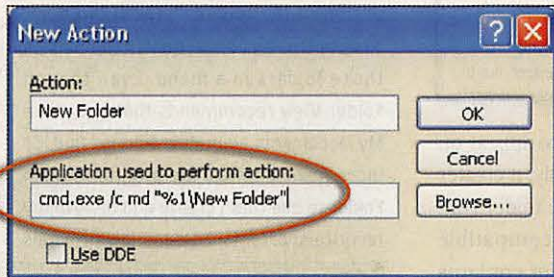 New Action
Action:
New Folder
OK
Application used to perform action:
cmd.exe /c md "%1\New Folder"
Cancel
Browse...
Use DDE